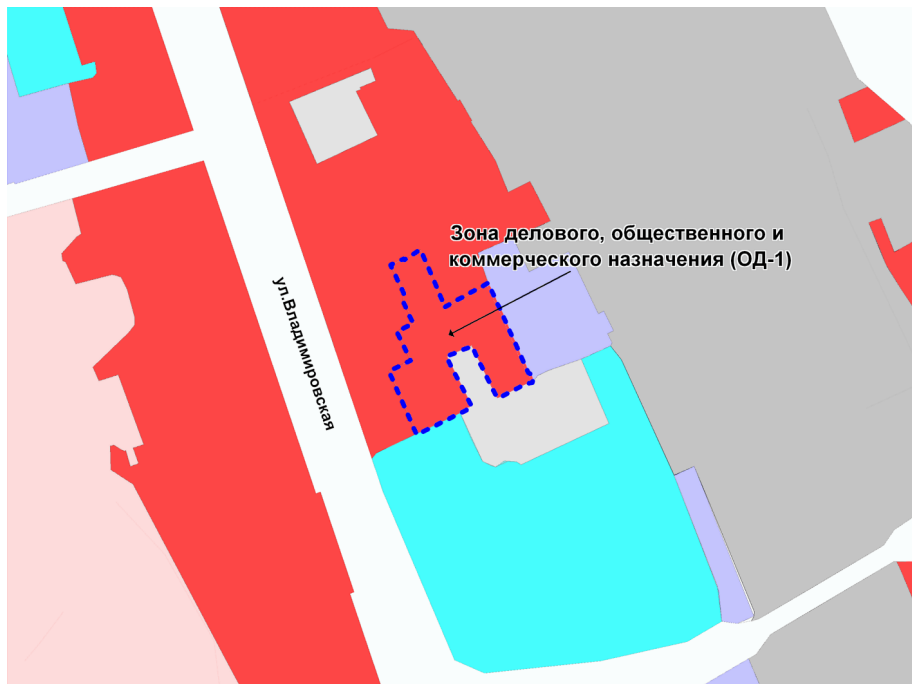 Зона делового, общественного и
коммерческого назначения (ОД-1)
ул.Владимировская